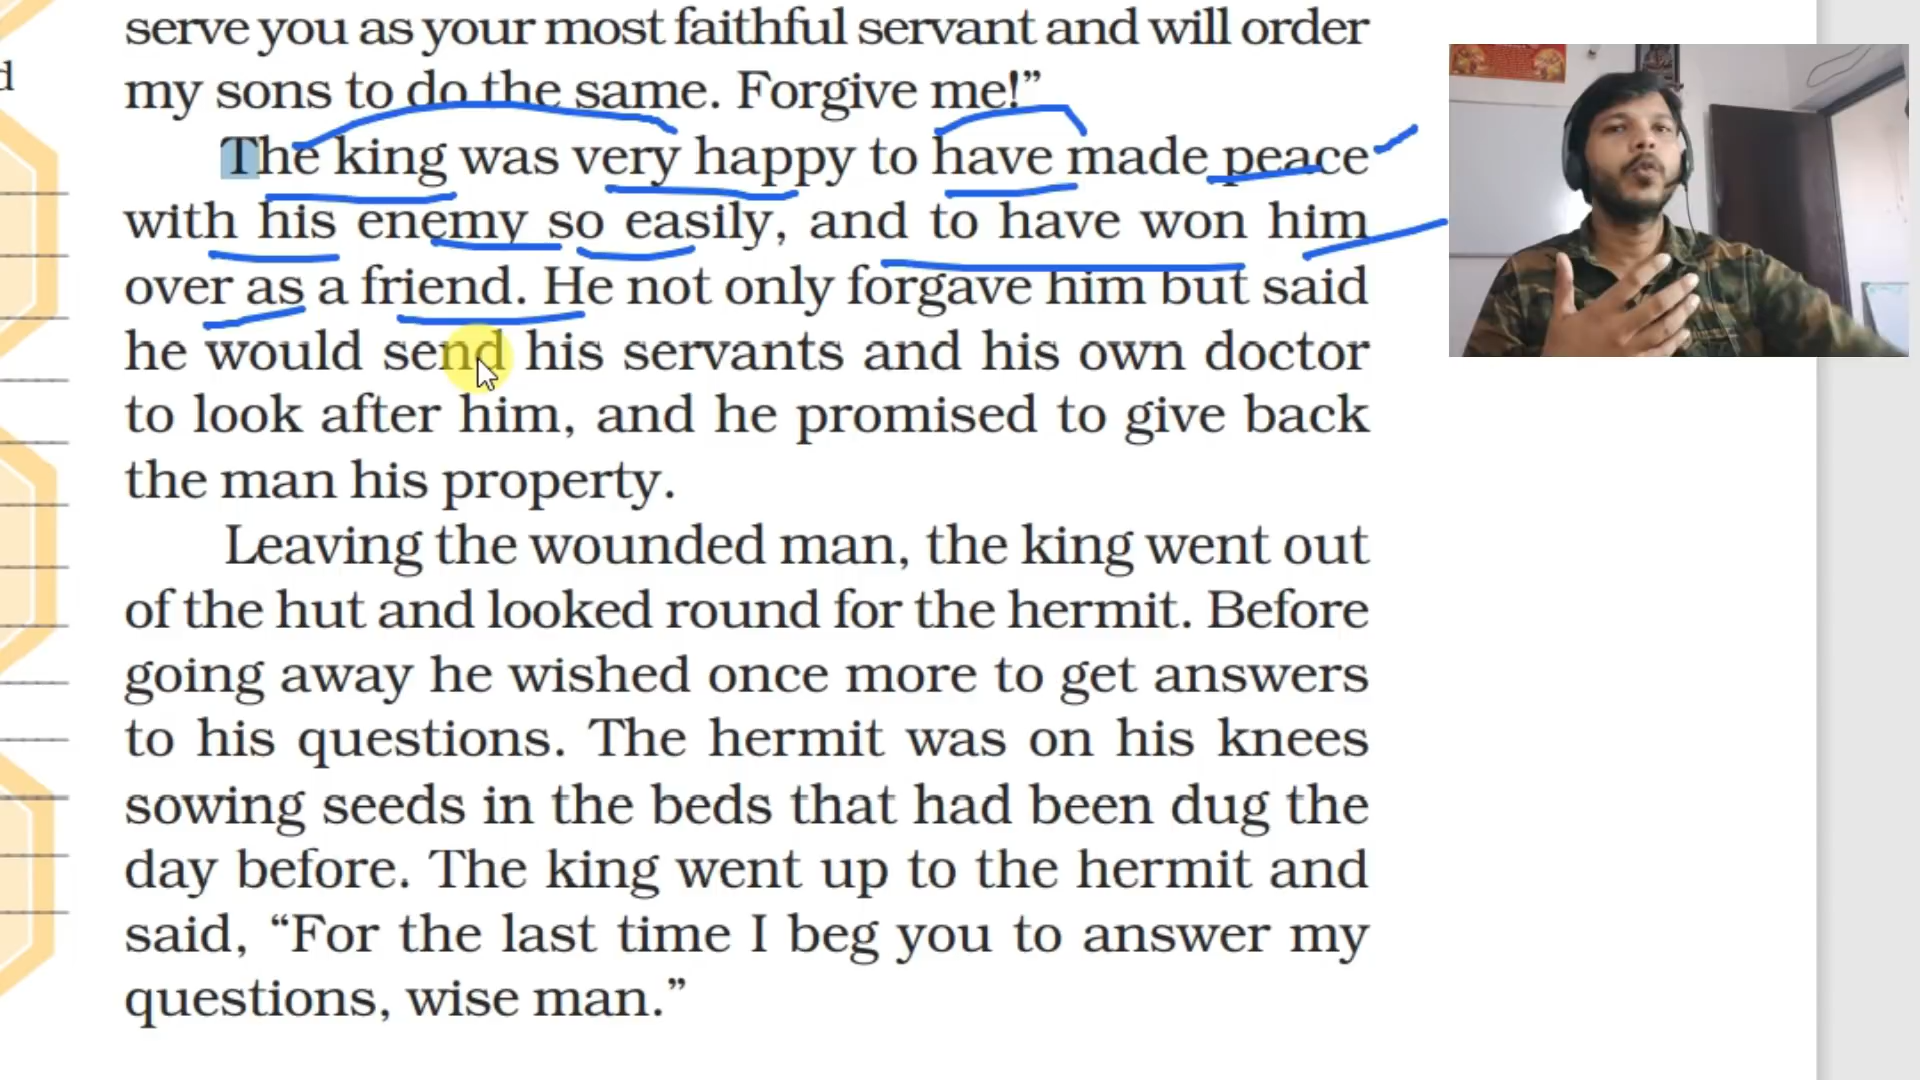 serve you as your most faithful servant and will order
my sons to do the same. Forgive me!”
The king was very happy to have made peace
with his enemy so easily, and to have won him
over as a friend. He not only forgave him but said
he would send his servants and his own doctor
to look after him, and he promised to give back
the man his property.
Leaving the wounded man, the king went out
of the hut and looked round for the hermit. Before
going away he wished once more to get answers
to his questions. The hermit was on his knees
sowing seeds in the beds that had been dug the
day before. The king went up to the hermit and
said, “For the last time I beg you to answer my
questions, wise man.”